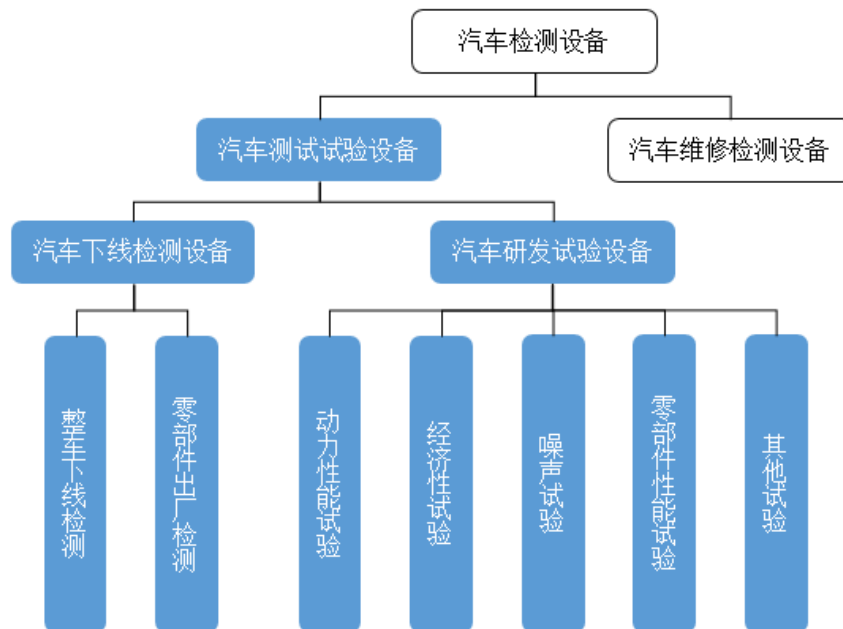 汽车检测设备
汽车测试试验设备
汽车维修检测设备
汽车下线检测设备
汽车研发试验设备
整车下线检测
零部件出厂检测
动力性能试验
经济性试验
噪声试验
零部件性能试验
其他试验